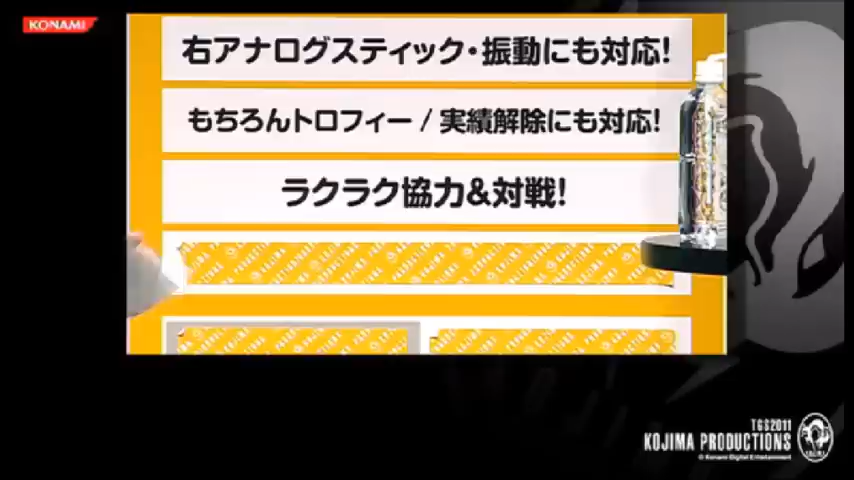 KONAMI
右アナログスティック・振動にも対応!
もちろんトロフィー / 実績解除にも対応!
ラクラク協力&対戦!
TGS2011
KOJIMA PRODUCTIONS
© Konami Digital Entertainment